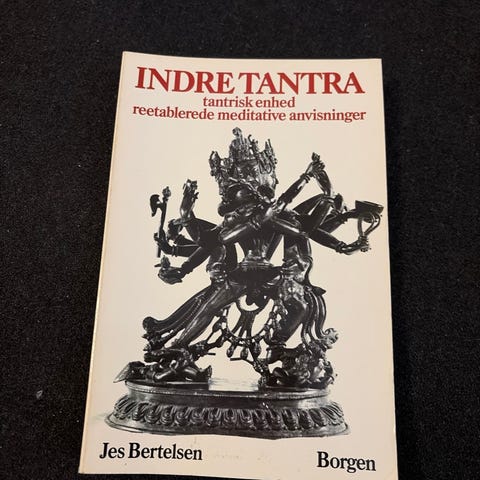 INDRE TANTRA
tantrisk enhed
reetablerede meditative anvisninger
Jes Bertelsen Borgen